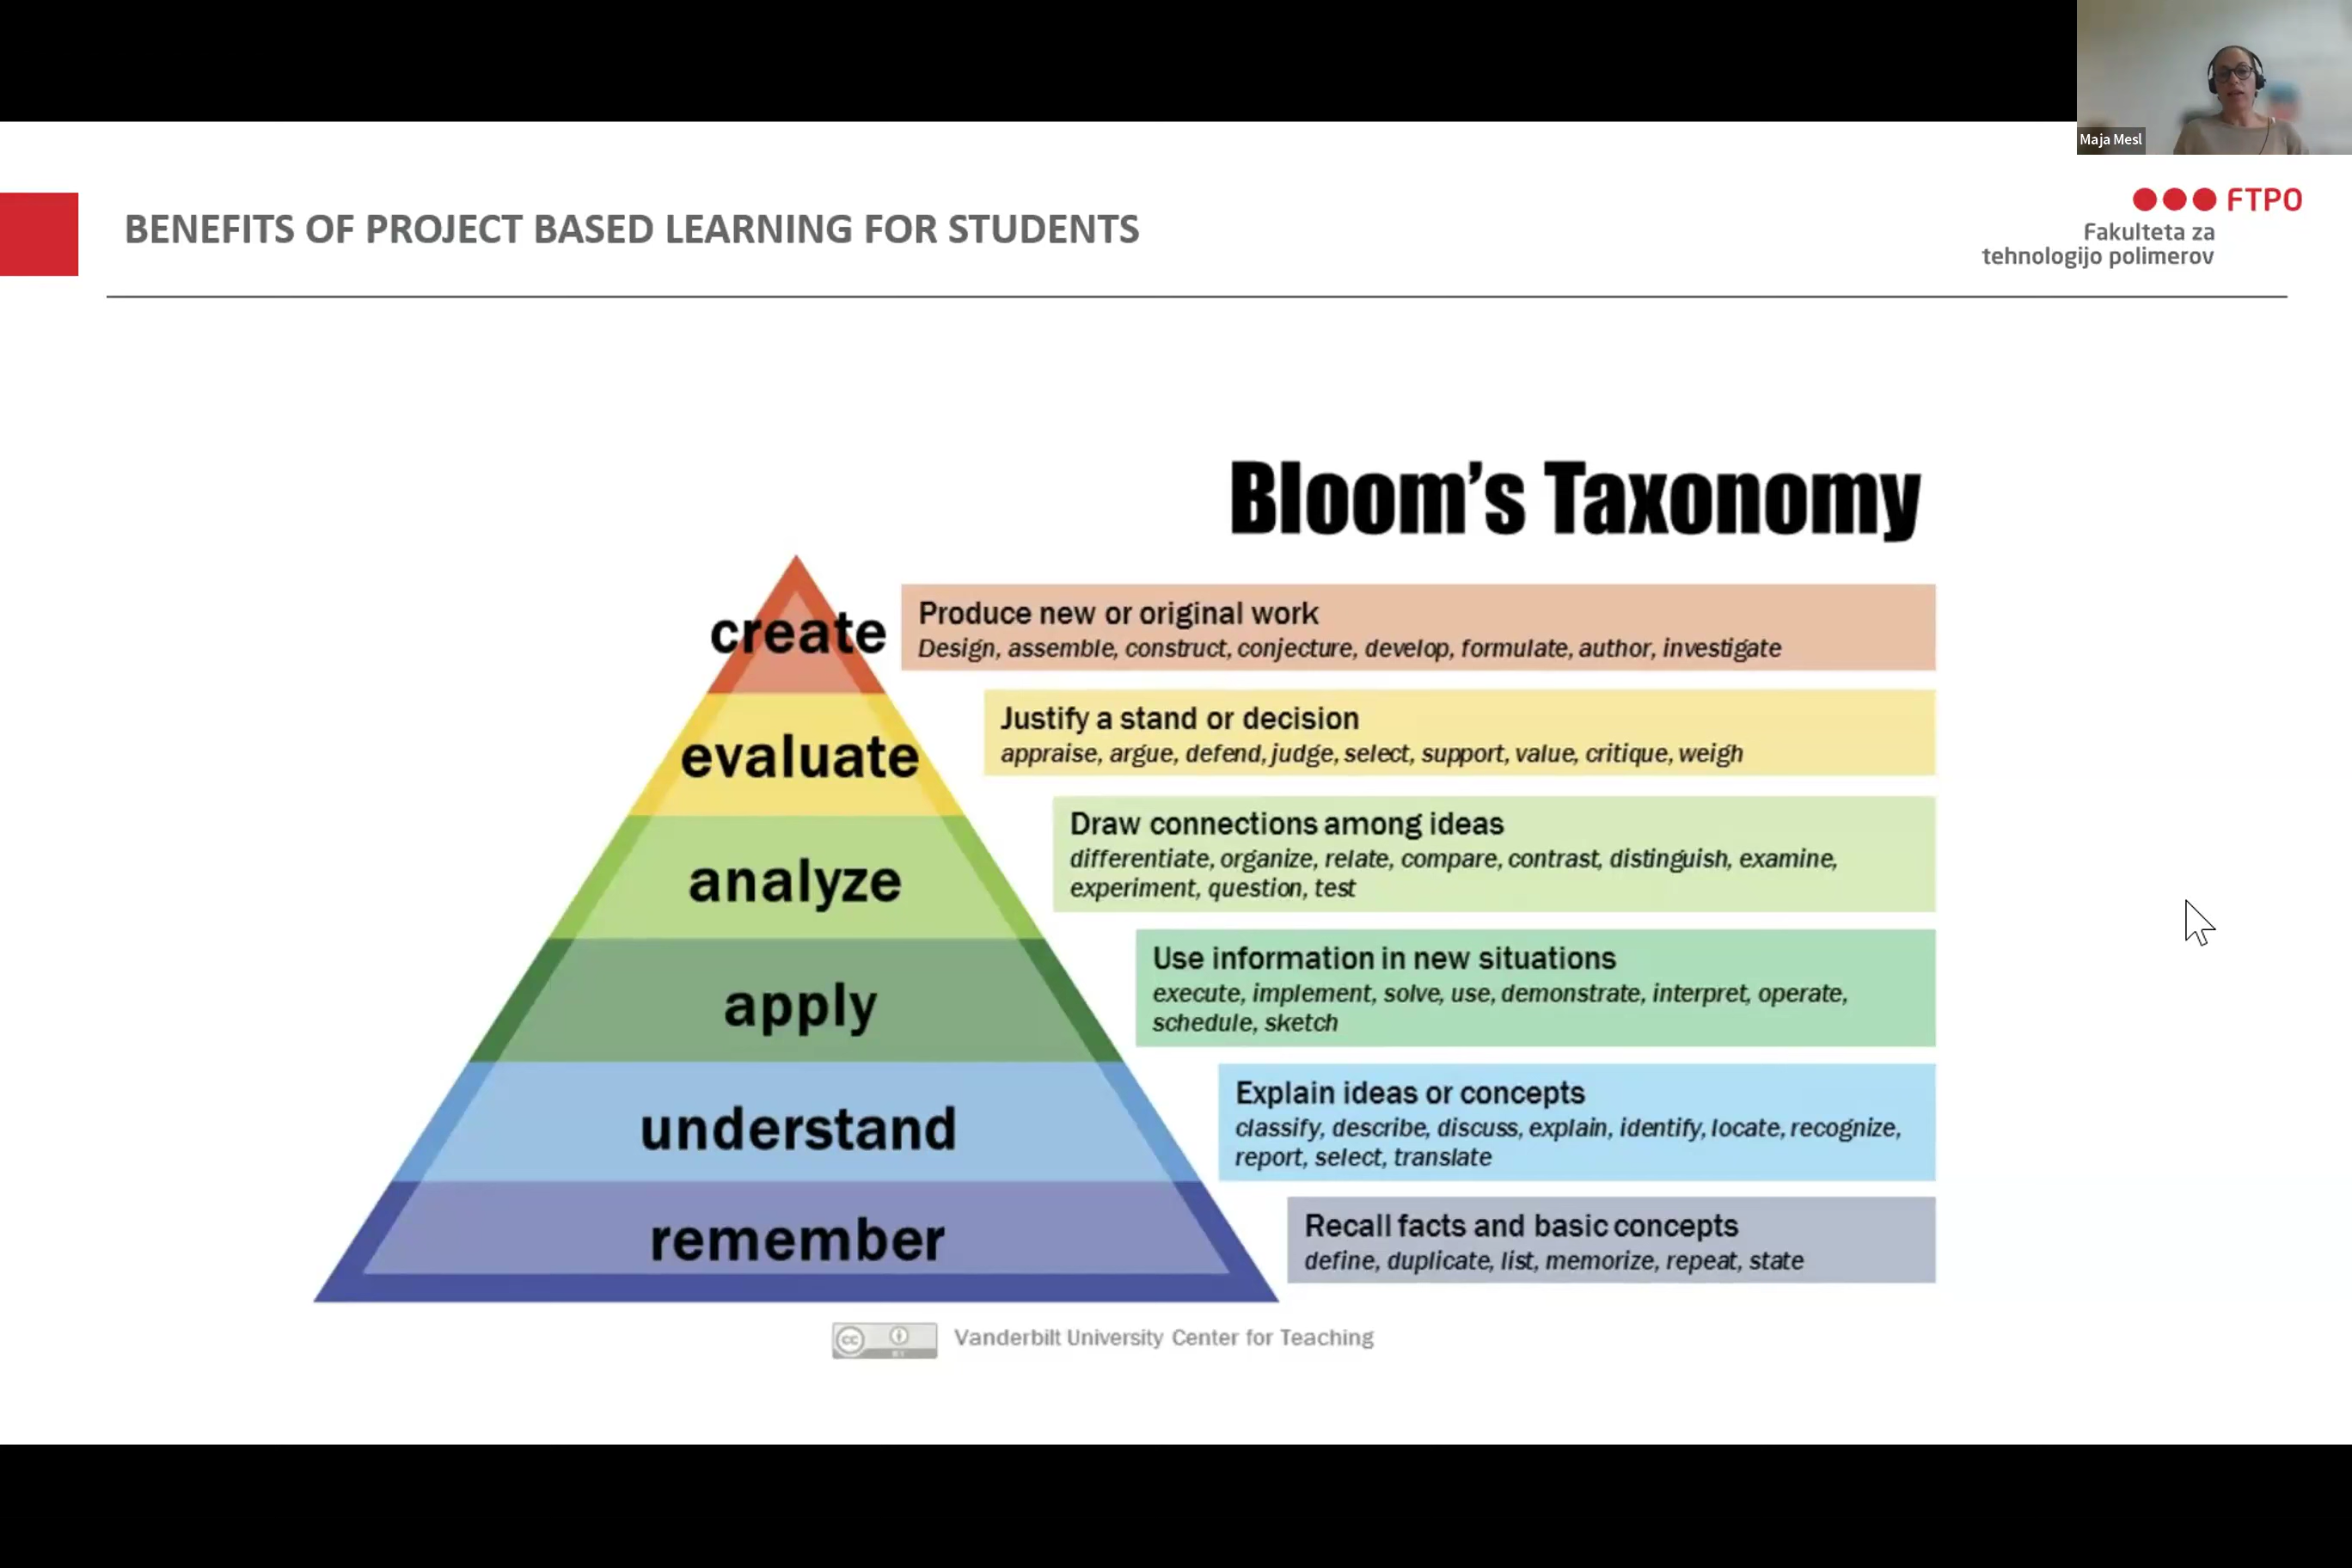 Maja Mesl
BENEFITS OF PROJECT BASED LEARNING FOR STUDENTS
FTPO
Fakulteta za
tehnologijo polimerov
Bloom's Taxonomy
create
Produce new or original work
Design, assemble, construct, conjecture, develop, formulate, author, investigate
evaluate
Justify a stand or decision
appraise, argue, defend, judge, select, support, value, critique, weigh
analyze
Draw connections among ideas
differentiate, organize, relate, compare, contrast, distinguish, examine,
experiment, question, test
apply
Use information in new situations
execute, implement, solve, use, demonstrate, interpret, operate,
schedule, sketch
understand
Explain ideas or concepts
classify, describe, discuss, explain, identify, locate, recognize,
report, select, translate
remember
Recall facts and basic concepts
define, duplicate, list, memorize, repeat, state
cc
Vanderbilt University Center for Teaching